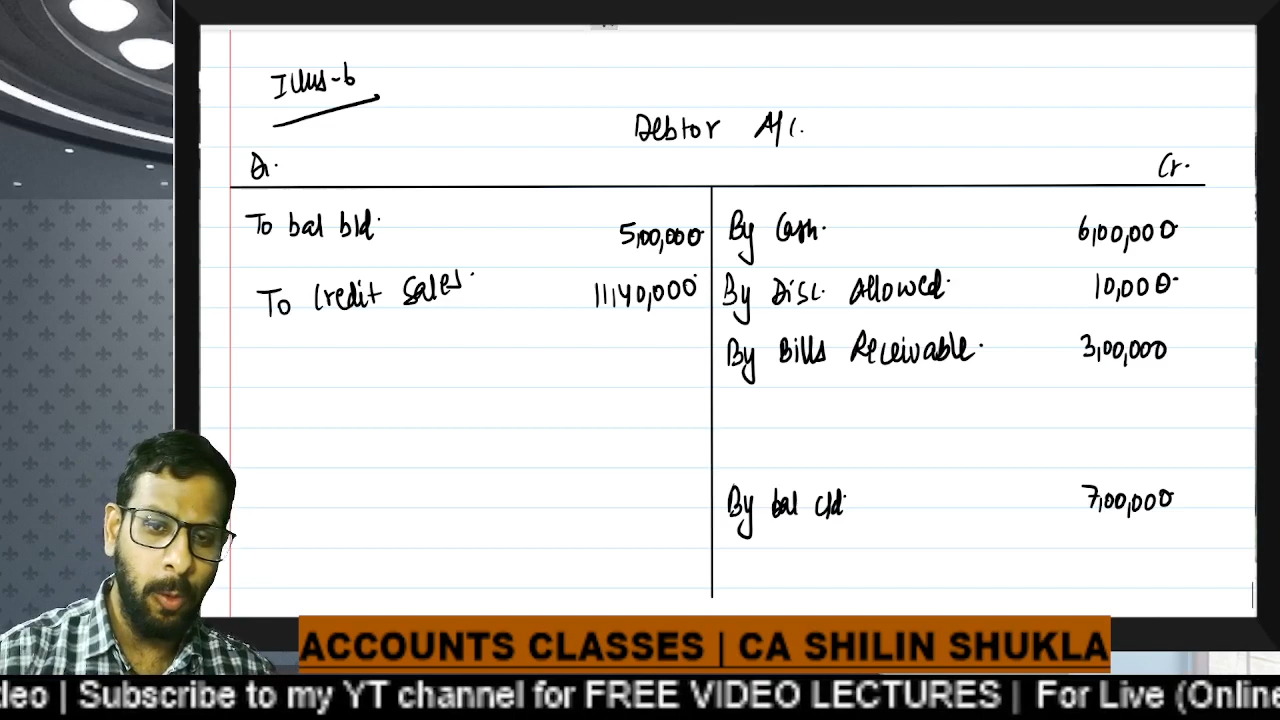 Illus-6
Debtor A/c.
Dr. Cr.
To bal b/d. 5,00,000 By Cash. 6,00,000
To Credit Sales. 11,40,000 By Disc. Allowed. 10,000
By Bills Receivable. 3,00,000
By bal c/d 7,00,000
ACCOUNTS CLASSES | CA SHILIN SHUKLA
deo | Subscribe to my YT channel for FREE VIDEO LECTURES | For Live (Online